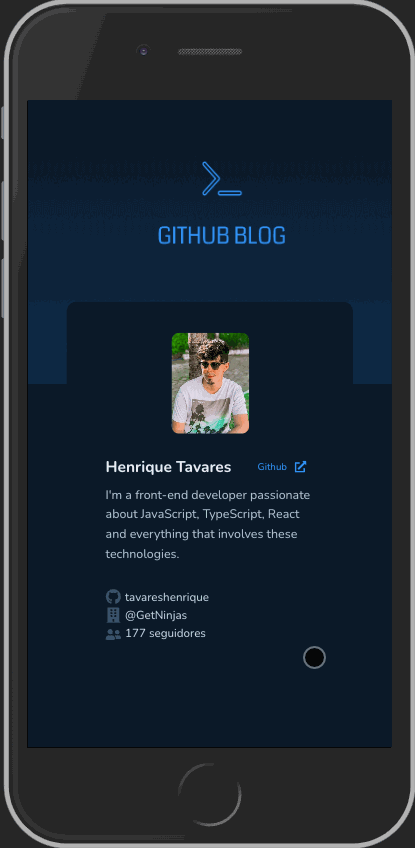 GITHUB BLOG
Henrique Tavares Github
I'm a front-end developer passionate
about JavaScript, TypeScript, React
and everything that involves these
technologies.
tavareshenrique
@GetNinjas
177 seguidores